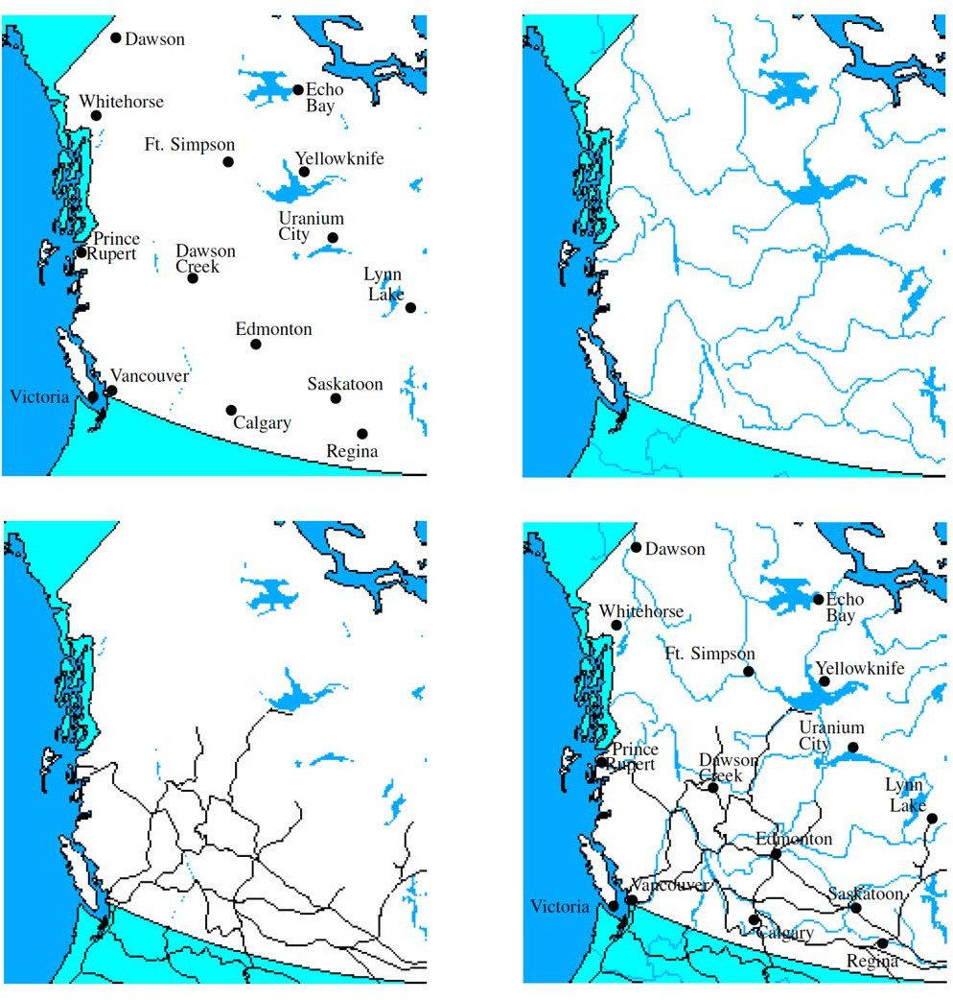 Dawson
Whitehorse
Echo
Bay
Ft. Simpson
Yellowknife
Uranium
City
Prince
Rupert
Dawson
Creek
Lynn
Lake
Edmonton
Vancouver
Victoria
Saskatoon
Calgary
Regina
Dawson
Whitehorse
Echo
Bay
Ft. Simpson
Yellowknife
Uranium
City
Prince
Rupert
Dawson
Creek
Lynn
Lake
Edmonton
Vancouver
Victoria
Saskatoon
Calgary
Regina